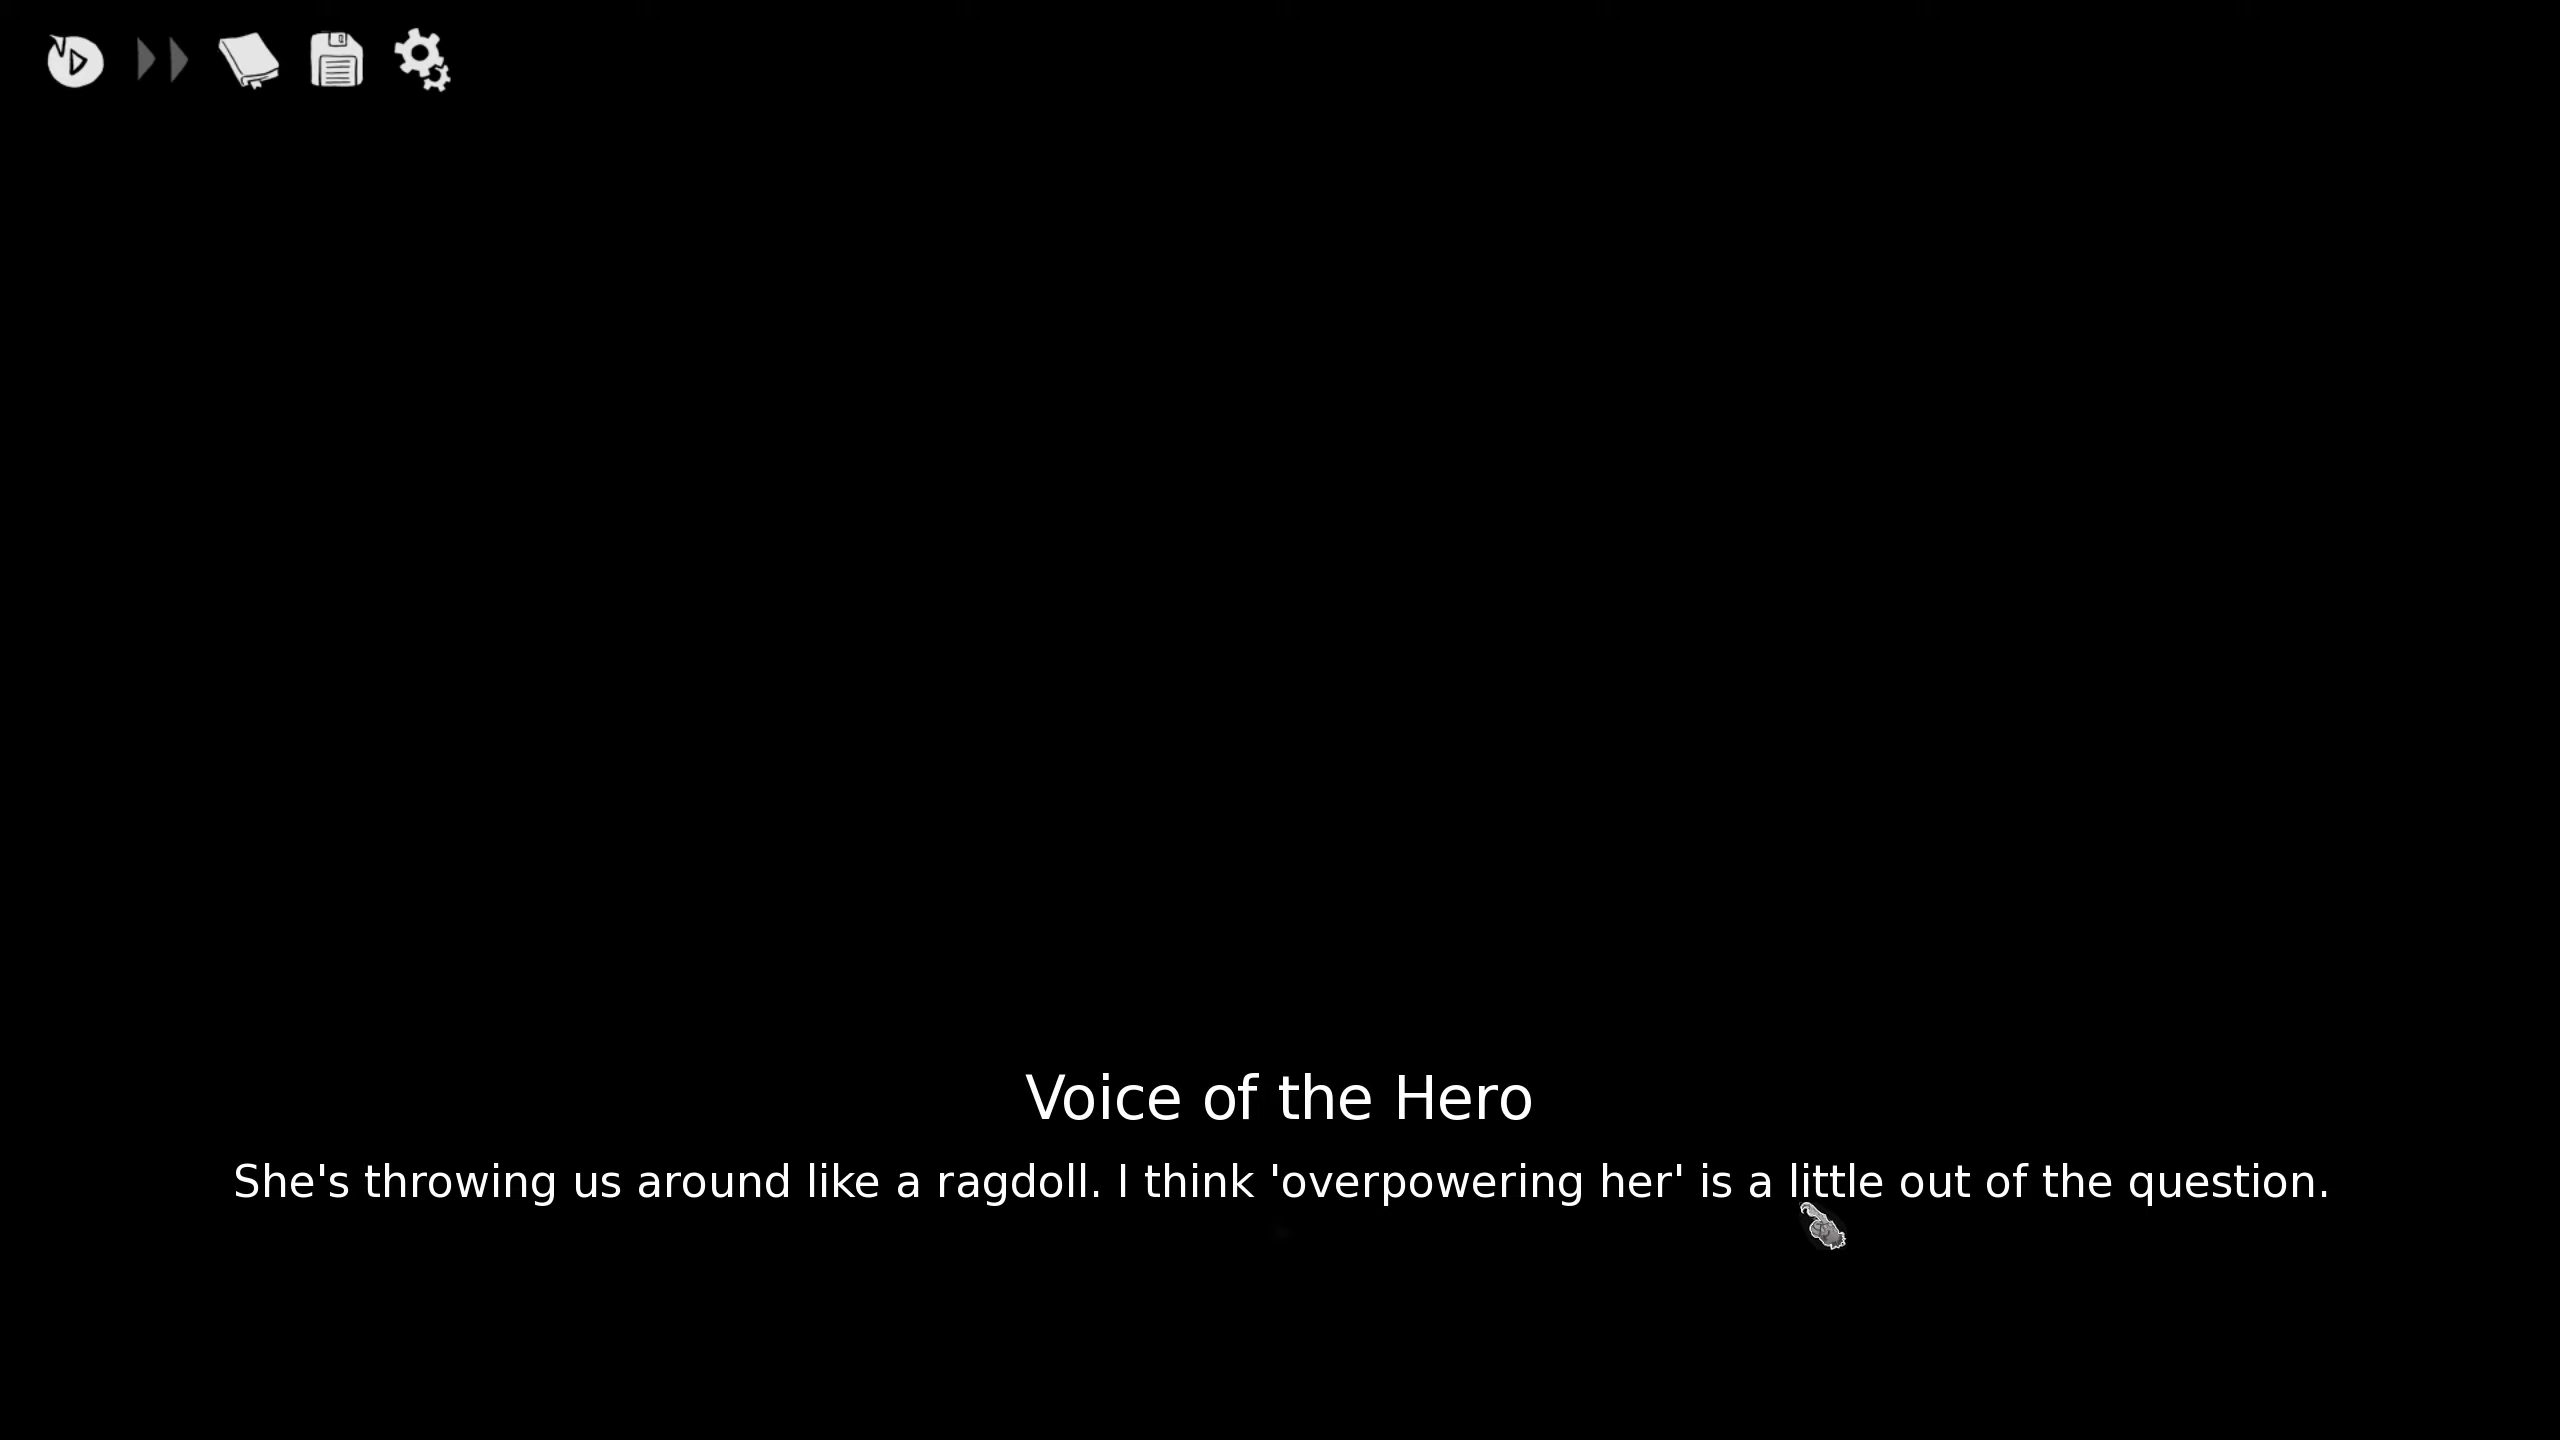 Voice of the Hero
She's throwing us around like a ragdoll. I think 'overpowering her' is a little out of the question.